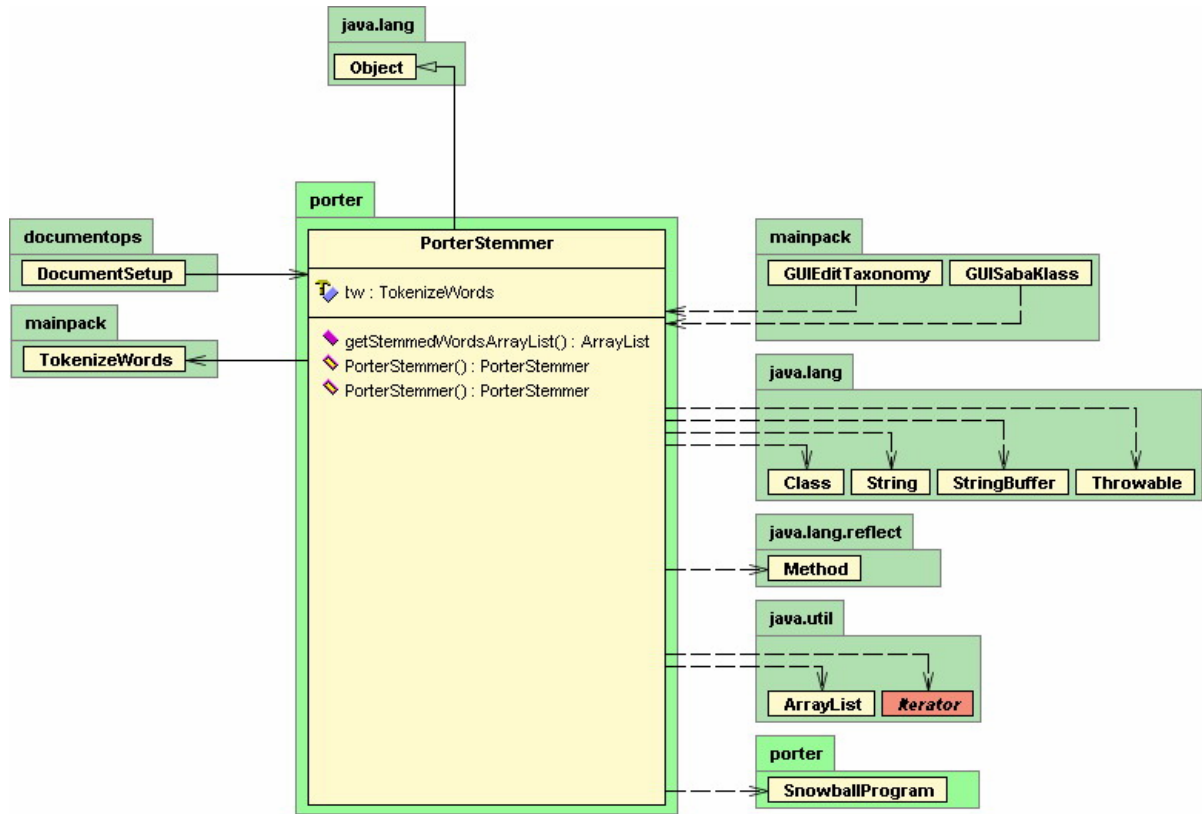 java.lang
Object
porter
PorterStemmer
tw : TokenizeWords
getStemmedWordsArrayList() : ArrayList
PorterStemmer() : PorterStemmer
PorterStemmer() : PorterStemmer
documentops
DocumentSetup
mainpack
TokenizeWords
mainpack
GUIEditTaxonomy GUISabaKlass
java.lang
Class String StringBuffer Throwable
java.lang.reflect
Method
java.util
ArrayList Iterator
porter
SnowballProgram